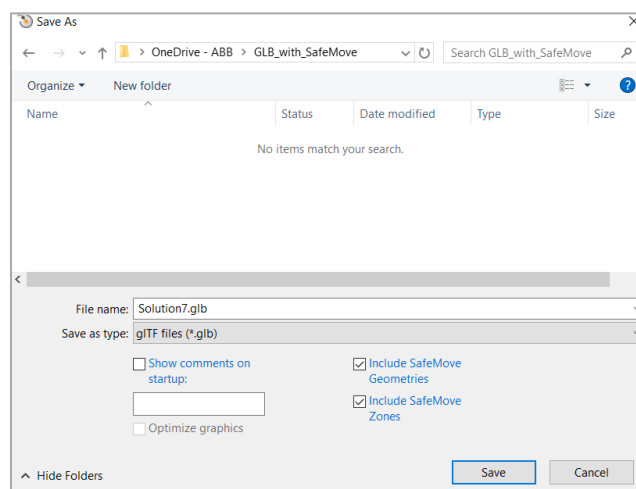 Save As
OneDrive - ABB > GLB_with_SafeMove
Search GLB_with_SafeMove
Organize
New folder
?
Name
Status
Date modified
Type
Size
No items match your search.
File name: Solution7.glb
Save as type: glTF files (*.glb)
Show comments on
startup:
Include SafeMove
Geometries
Include SafeMove
Zones
Optimize graphics
Hide Folders
Save
Cancel